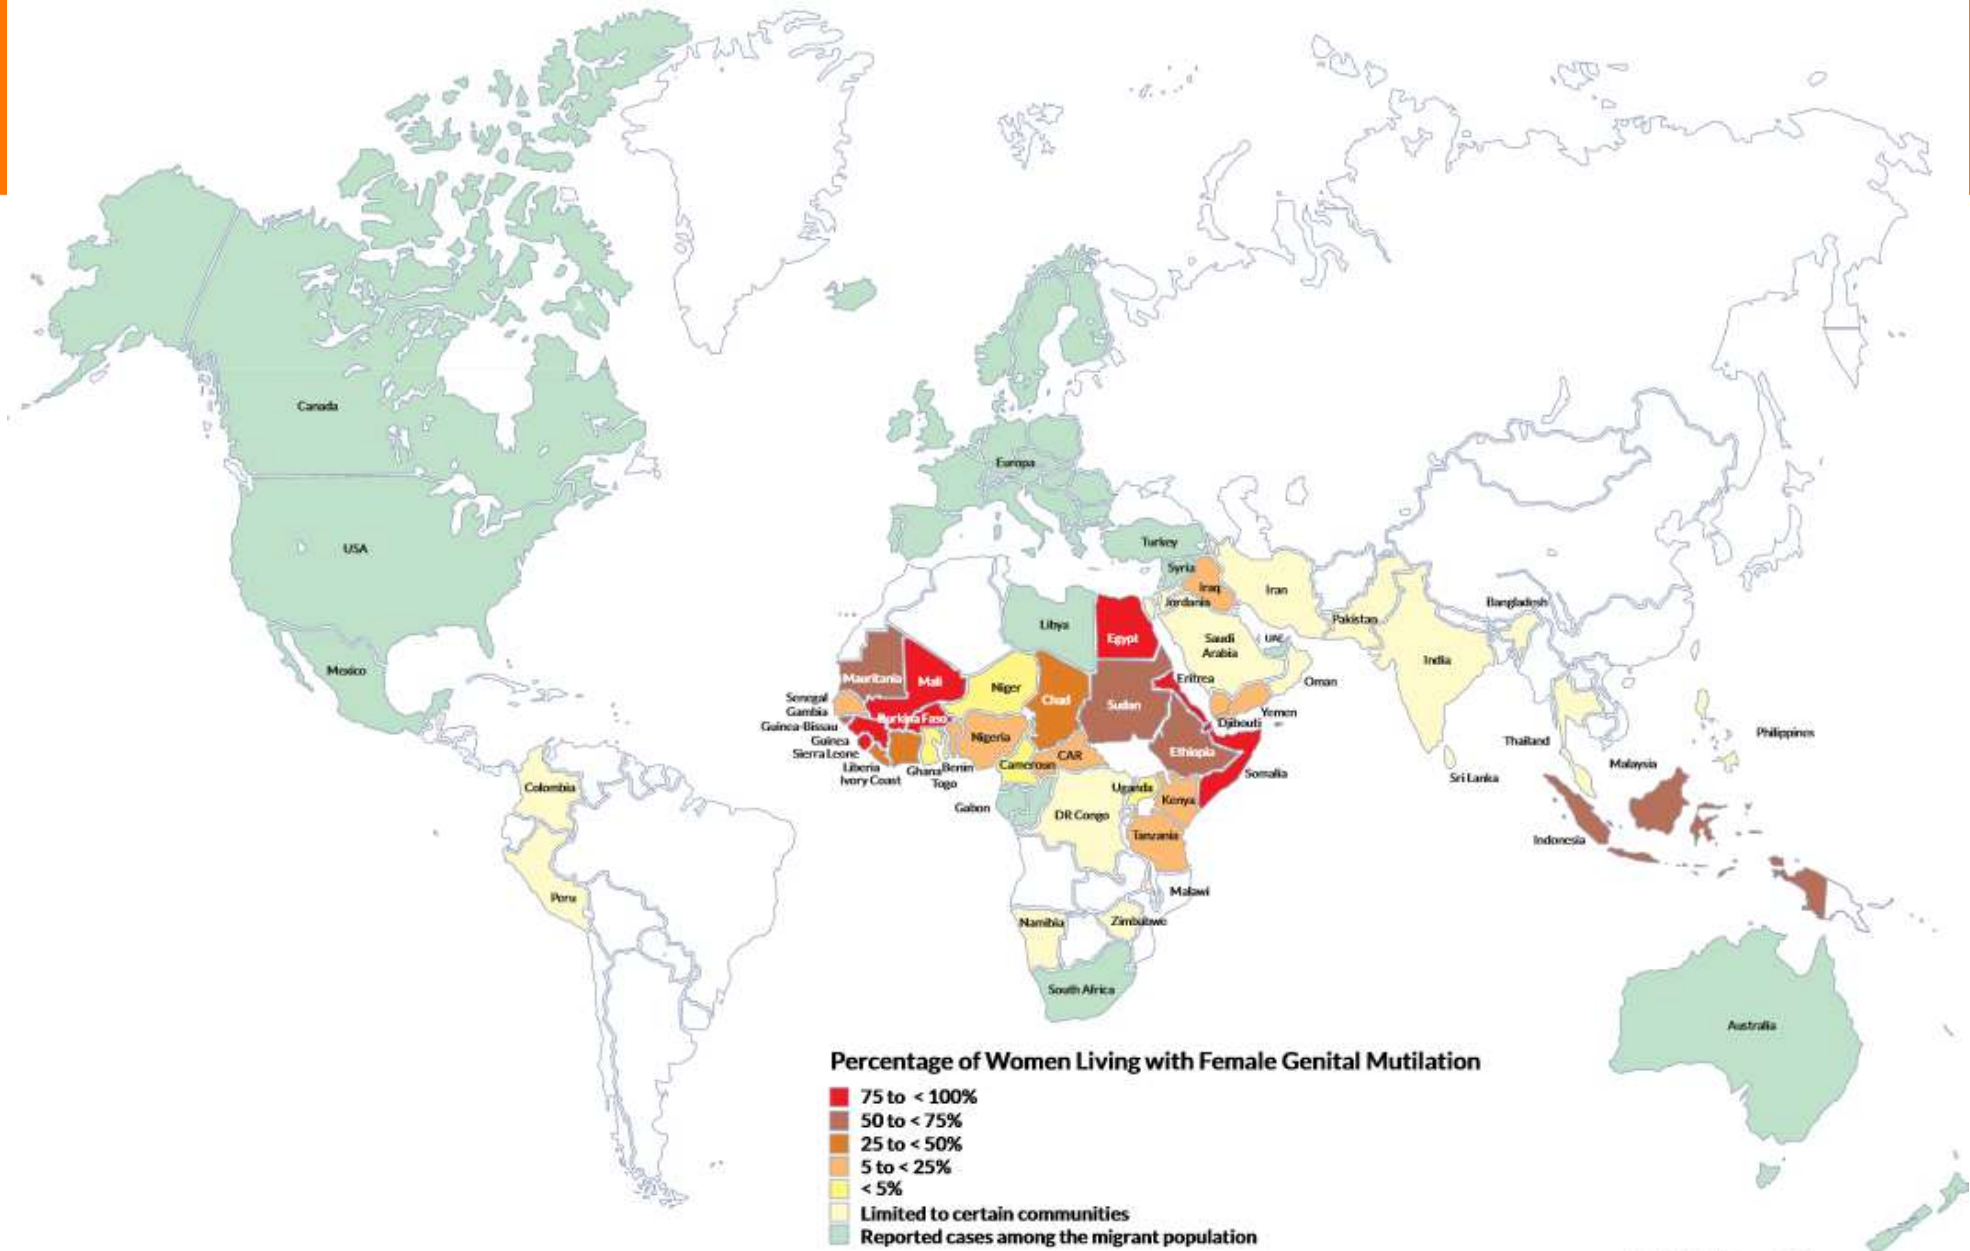 Canada
USA
Mexico
Colombia
Peru
Europa
Turkey
Syria
Iraq
Iran
Jordania
Pakistan
Bangladesh
Libya
Egypt
Saudi
Arabia
UAE
India
Oman
Mauritania
Mali
Niger
Chad
Sudan
Eritrea
Yemen
Djibouti
Senegal
Gambia
Guinea-Bissau
Guinea
Sierra Leone
Liberia
Ivory Coast
Burkina Faso
Ghana
Benin
Togo
Nigeria
Cameroun
CAR
Ethiopia
Somalia
Gabon
DR Congo
Uganda
Kenya
Tanzania
Malawi
Namibia
Zimbabwe
South Africa
Thailand
Sri Lanka
Malaysia
Philippines
Indonesia
Australia
Percentage of Women Living with Female Genital Mutilation
75 to < 100%
50 to < 75%
25 to < 50%
5 to < 25%
< 5%
Limited to certain communities
Reported cases among the migrant population